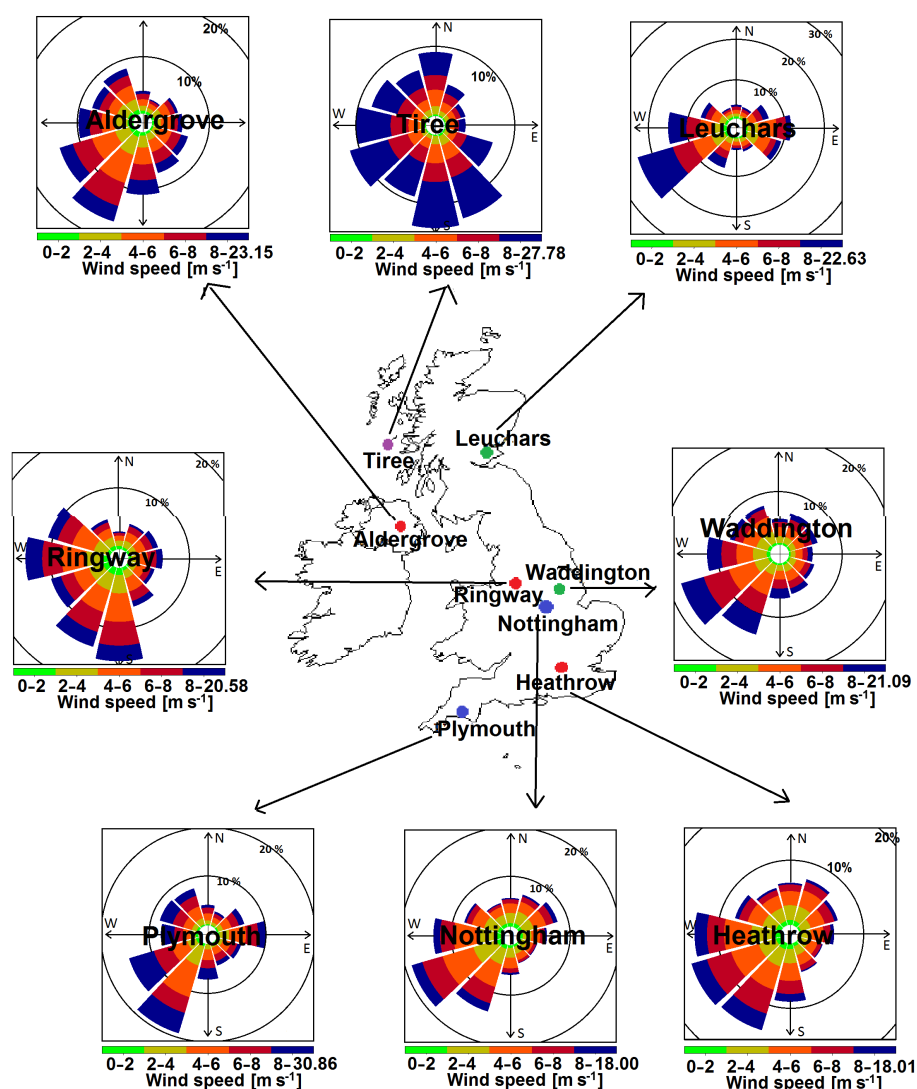 20%
10%
Aldergrove
0-2 2-4 4-6 6-8 8-23.15
Wind speed [m s⁻¹]
N
10%
W
Tiree
E
S
0-2 2-4 4-6 6-8 8-27.78
Wind speed [m s⁻¹]
30 %
N
20 %
10 %
W
Leuchars
E
S
0-2 2-4 4-6 6-8 8-22.63
Wind speed [m s⁻¹]
Leuchars
Tiree
Aldergrove
Waddington
Ringway
Nottingham
Heathrow
Plymouth
N
20 %
10 %
W
Ringway
E
S
0-2 2-4 4-6 6-8 8-20.58
Wind speed [m s⁻¹]
N
20 %
10 %
Waddington
W
E
S
0-2 2-4 4-6 6-8 8-21.09
Wind speed [m s⁻¹]
N
20 %
10 %
W
Plymouth
E
S
0-2 2-4 4-6 6-8 8-30.86
Wind speed [m s⁻¹]
N
20 %
10 %
W
Nottingham
E
S
0-2 2-4 4-6 6-8 8-18.00
Wind speed [m s⁻¹]
N
20%
10%
W
Heathrow
E
S
0-2 2-4 4-6 6-8 8-18.01
Wind speed [m s⁻¹]